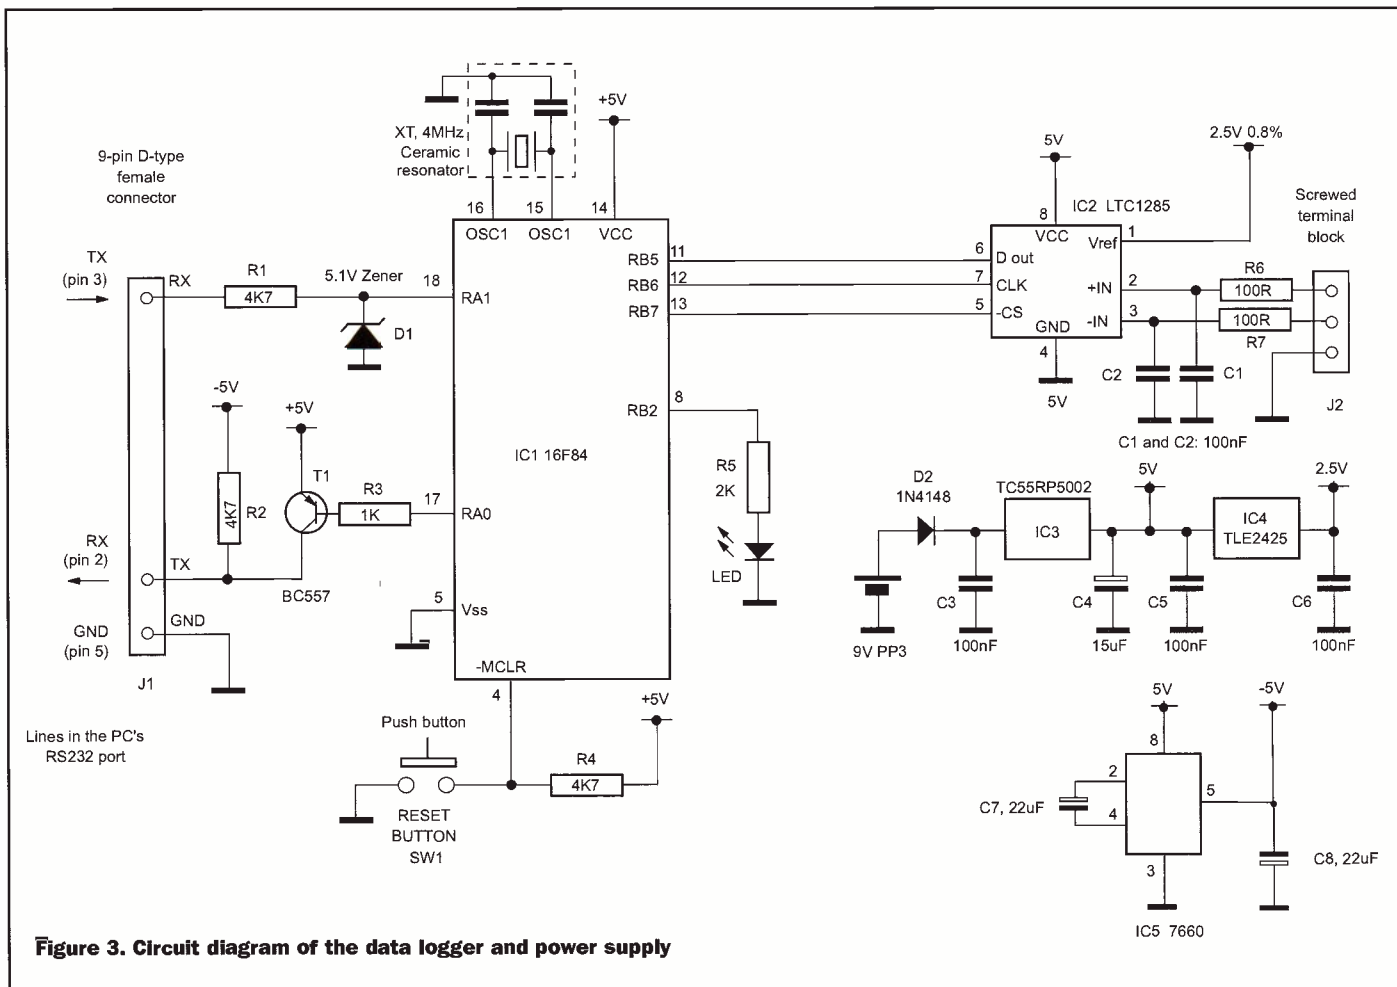 XT, 4MHz
Ceramic
resonator
+5V
9-pin D-type
female
connector
TX
(pin 3)
RX
R1
4K7
5.1V Zener
D1
18
RA1
16
15
14
OSC1
OSC1
VCC
RB5
11
RB6
12
RB7
13
RB2
8
IC1 16F84
-5V
+5V
R2
4K7
T1
R3
1K
17
RA0
RX
(pin 2)
TX
BC557
5
Vss
GND
(pin 5)
GND
J1
-MCLR
4
Lines in the PC's
RS232 port
Push button
RESET
BUTTON
SW1
R4
4K7
+5V
R5
2K
LED
5V
2.5V 0.8%
IC2 LTC1285
8
VCC
1
Vref
6
D out
7
CLK
5
-CS
2
+IN
3
-IN
GND
4
5V
R6
100R
100R
R7
Screwed
terminal
block
J2
C2
C1
C1 and C2: 100nF
D2
1N4148
TC55RP5002
IC3
5V
IC4
TLE2425
2.5V
9V PP3
C3
100nF
C4
15uF
C5
100nF
C6
100nF
5V
-5V
8
2
4
5
3
C7, 22uF
C8, 22uF
IC5 7660
Figure 3. Circuit diagram of the data logger and power supply